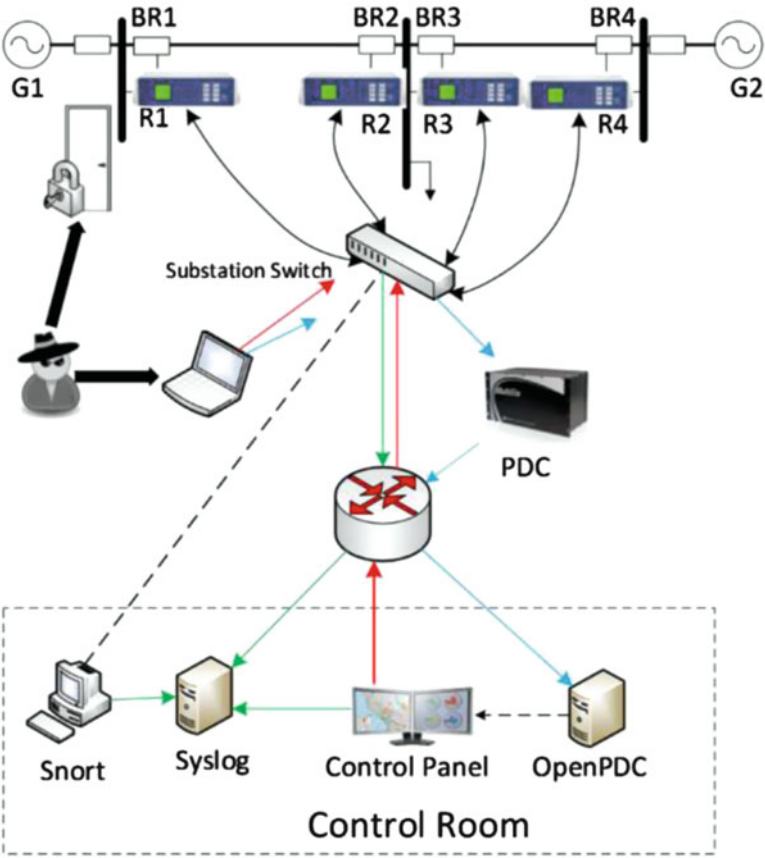 BR1
BR2
BR3
BR4
G1
G2
R1
R2
R3
R4
Substation Switch
PDC
Snort
Syslog
Control Panel
OpenPDC
Control Room